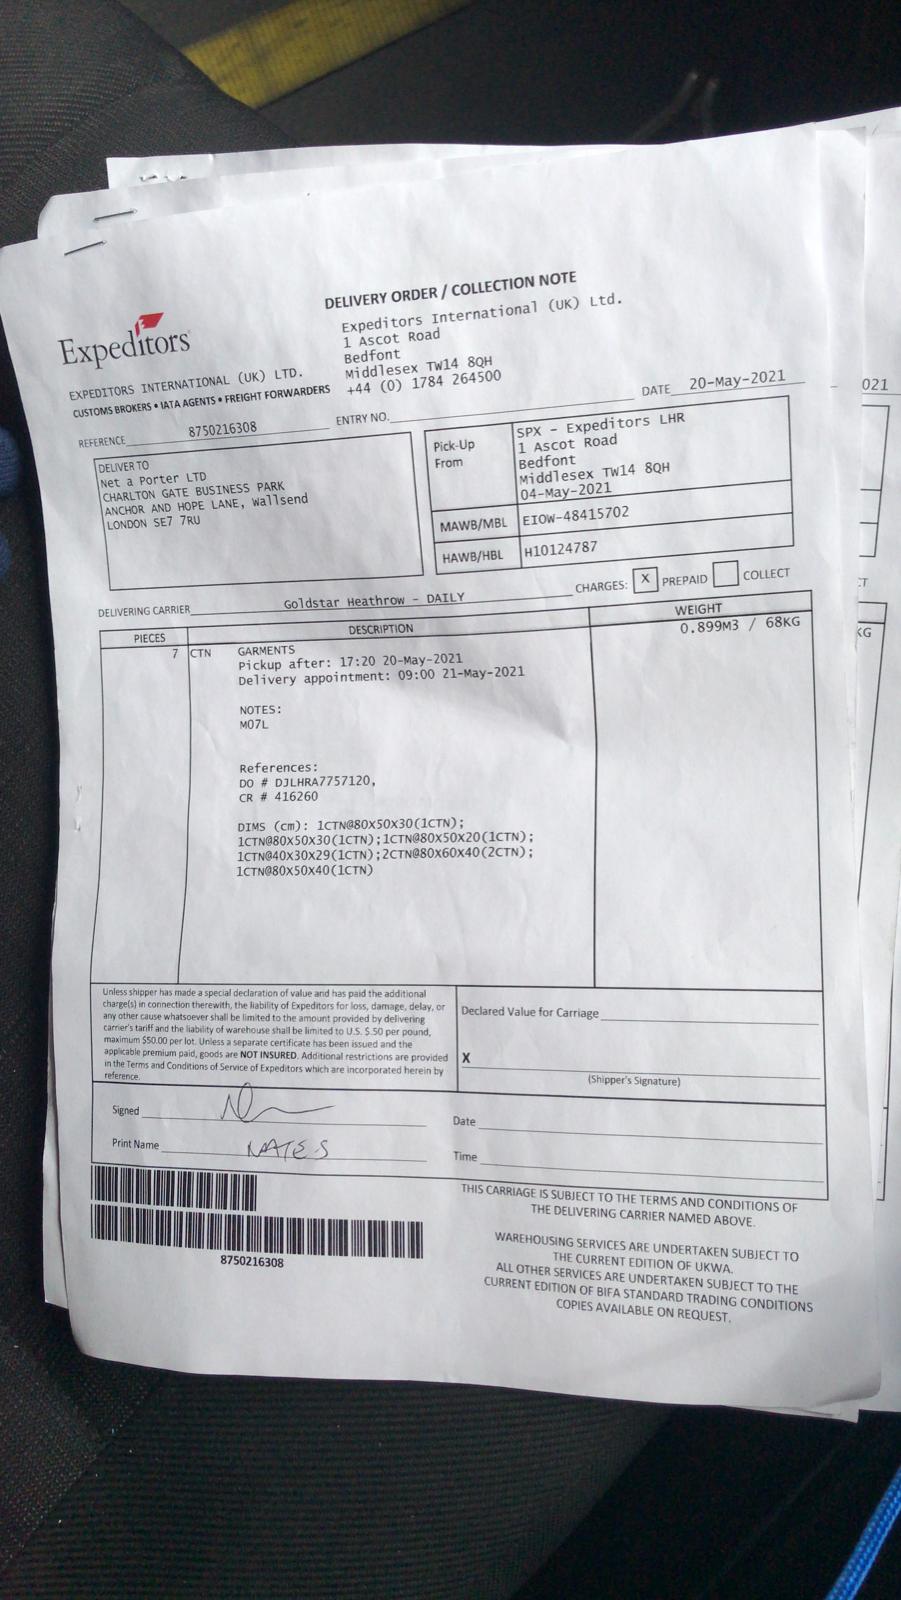 DELIVERY ORDER / COLLECTION NOTE
Expeditors
Expeditors International (UK) Ltd.
1 Ascot Road
Bedfont
Middlesex TW14 8QH
+44 (0) 1784 264500
EXPEDITORS INTERNATIONAL (UK) LTD.
CUSTOMS BROKERS • IATA AGENTS • FREIGHT FORWARDERS
DATE 20-May-2021
021
REFERENCE 8750216308
ENTRY NO.
DELIVER TO
Net a Porter LTD
CHARLTON GATE BUSINESS PARK
ANCHOR AND HOPE LANE, Wallsend
LONDON SE7 7RU
Pick-Up
From
SPX - Expeditors LHR
1 Ascot Road
Bedfont
Middlesex TW14 8QH
04-May-2021
MAWB/MBL EIOW-48415702
HAWB/HBL H10124787
DELIVERING CARRIER Goldstar Heathrow - DAILY
CHARGES: X PREPAID COLLECT
CT
PIECES DESCRIPTION WEIGHT
7 CTN GARMENTS 0.899M3 / 68KG
KG
Pickup after: 17:20 20-May-2021
Delivery appointment: 09:00 21-May-2021
NOTES:
M07L
References:
DO # DJLHRA7757120,
CR # 416260
DIMS (cm): 1CTN@80X50X30(1CTN);
1CTN@80X50X30(1CTN);1CTN@80X50X20(1CTN);
1CTN@40X30X29(1CTN);2CTN@80X60X40(2CTN);
1CTN@80X50X40(1CTN)
Unless shipper has made a special declaration of value and has paid the additional
charge(s) in connection therewith, the liability of Expeditors for loss, damage, delay, or
any other cause whatsoever shall be limited to the amount provided by delivering
carrier's tariff and the liability of warehouse shall be limited to U.S. $.50 per pound,
maximum $50.00 per lot. Unless a separate certificate has been issued and the
applicable premium paid, goods are NOT INSURED. Additional restrictions are provided
in the Terms and Conditions of Service of Expeditors which are incorporated herein by
reference.
Declared Value for Carriage
X
(Shipper's Signature)
Signed
Print Name NATES
Date
Time
8750216308
THIS CARRIAGE IS SUBJECT TO THE TERMS AND CONDITIONS OF
THE DELIVERING CARRIER NAMED ABOVE.
WAREHOUSING SERVICES ARE UNDERTAKEN SUBJECT TO
THE CURRENT EDITION OF UKWA.
ALL OTHER SERVICES ARE UNDERTAKEN SUBJECT TO THE
CURRENT EDITION OF BIFA STANDARD TRADING CONDITIONS
COPIES AVAILABLE ON REQUEST.